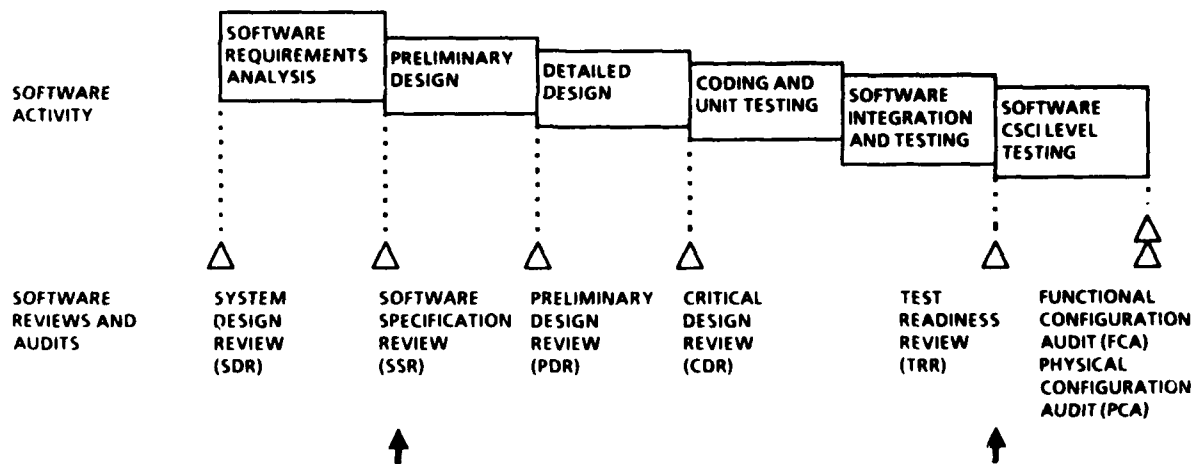 SOFTWARE
ACTIVITY
SOFTWARE
REQUIREMENTS
ANALYSIS
PRELIMINARY
DESIGN
DETAILED
DESIGN
CODING AND
UNIT TESTING
SOFTWARE
INTEGRATION
AND TESTING
SOFTWARE
CSCI LEVEL
TESTING
SOFTWARE
REVIEWS AND
AUDITS
SYSTEM
DESIGN
REVIEW
(SDR)
SOFTWARE
SPECIFICATION
REVIEW
(SSR)
PRELIMINARY
DESIGN
REVIEW
(PDR)
CRITICAL
DESIGN
REVIEW
(CDR)
TEST
READINESS
REVIEW
(TRR)
FUNCTIONAL
CONFIGURATION
AUDIT (FCA)
PHYSICAL
CONFIGURATION
AUDIT (PCA)